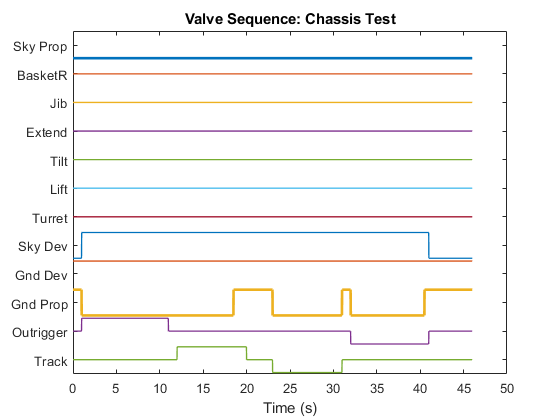 Valve Sequence: Chassis Test
Sky Prop
BasketR
Jib
Extend
Tilt
Lift
Turret
Sky Dev
Gnd Dev
Gnd Prop
Outrigger
Track
0 5 10 15 20 25 30 35 40 45 50
Time (s)